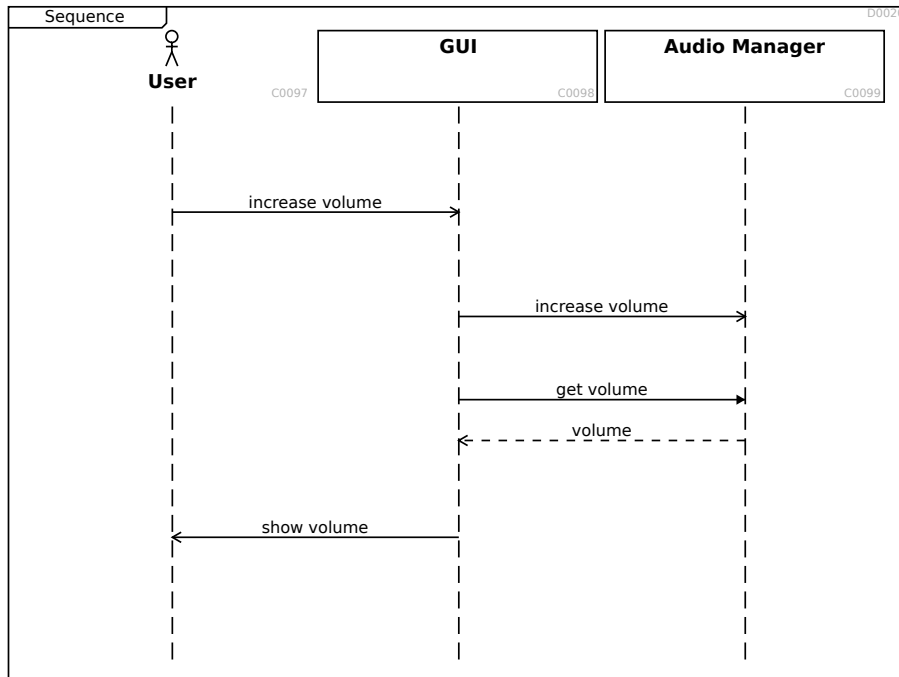 Sequence
User
C0097
GUI
C0098
Audio Manager
C0099
increase volume
increase volume
get volume
volume
show volume